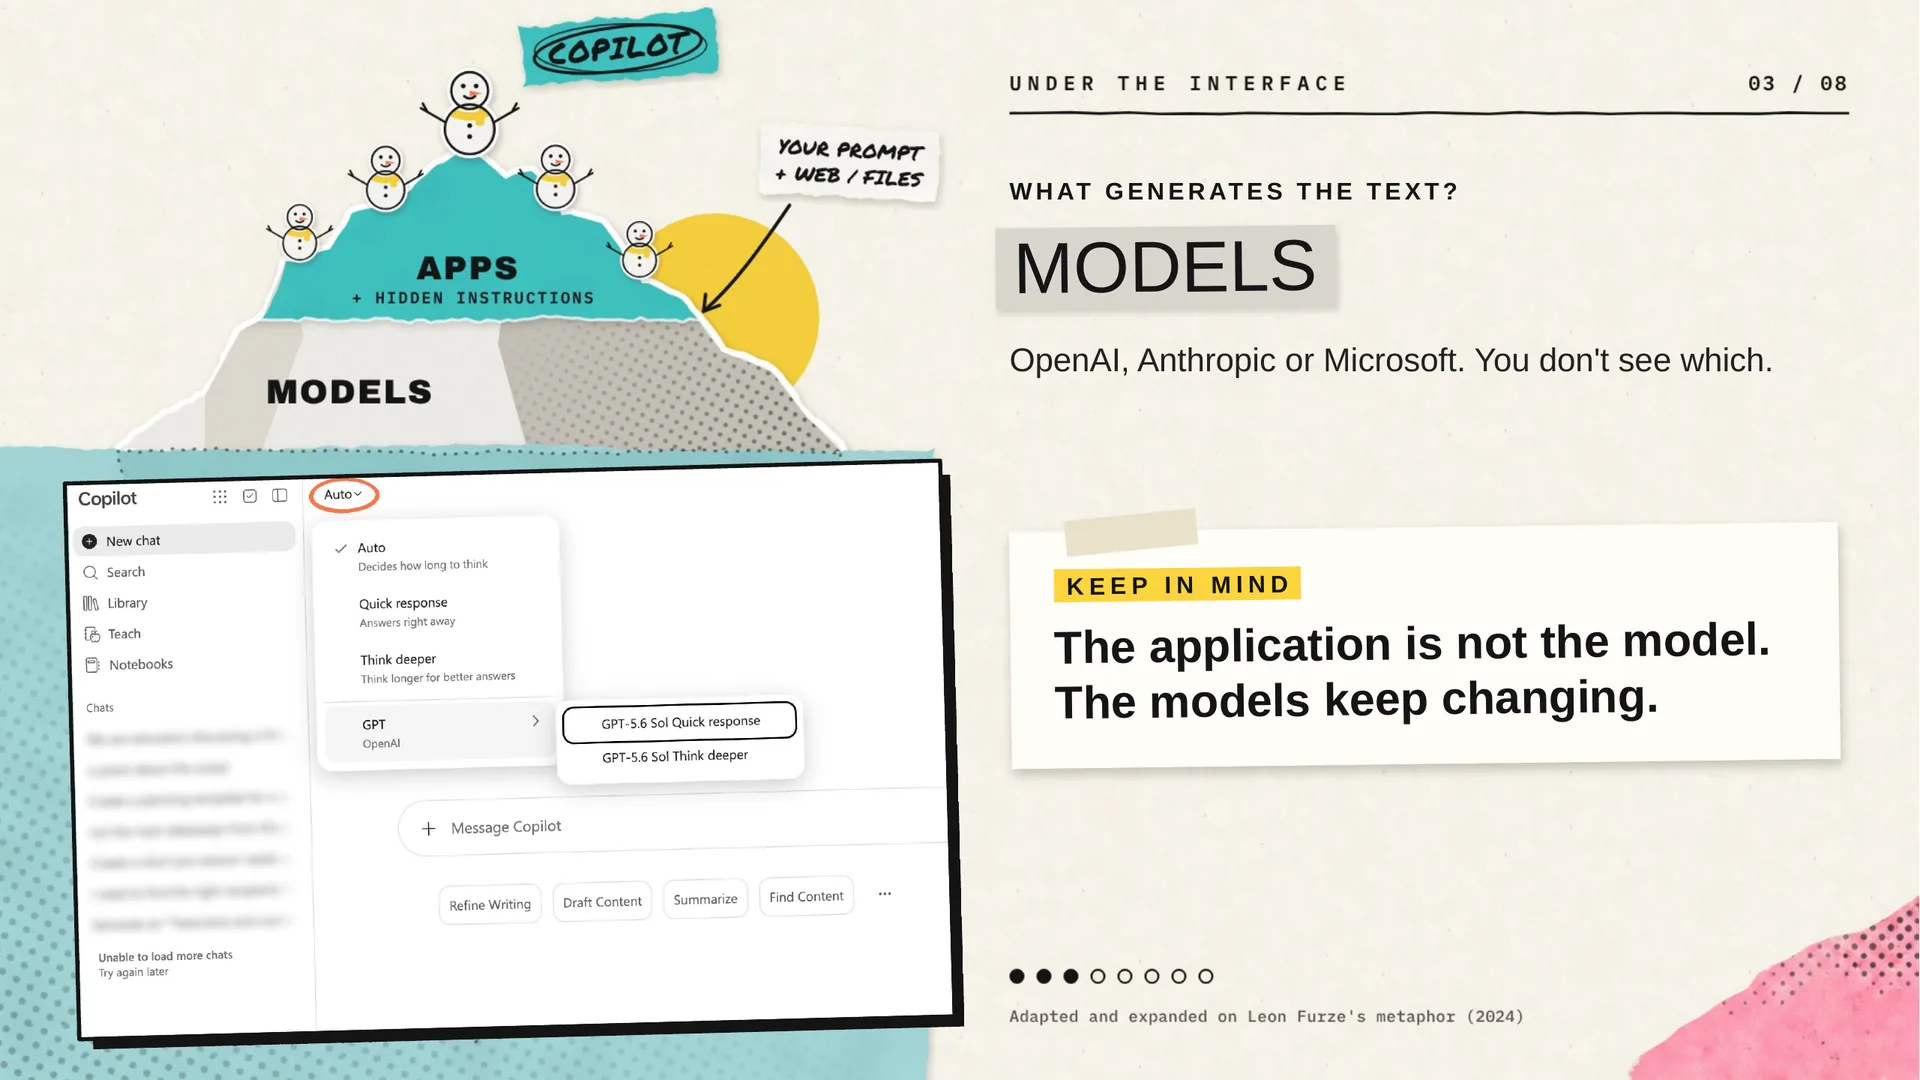 COPILOT
YOUR PROMPT
+ WEB / FILES
APPS
+ HIDDEN INSTRUCTIONS
MODELS
Copilot
New chat
Search
Library
Teach
Notebooks
Chats
Unable to load more chats
Try again later
Auto
Auto
Decides how long to think
Quick response
Answers right away
Think deeper
Think longer for better answers
GPT
OpenAI
GPT-5.6 Sol Quick response
GPT-5.6 Sol Think deeper
Message Copilot
Refine Writing
Draft Content
Summarize
Find Content
UNDER THE INTERFACE
03 / 08
WHAT GENERATES THE TEXT?
MODELS
OpenAI, Anthropic or Microsoft. You don't see which.
KEEP IN MIND
The application is not the model.
The models keep changing.
Adapted and expanded on Leon Furze's metaphor (2024)